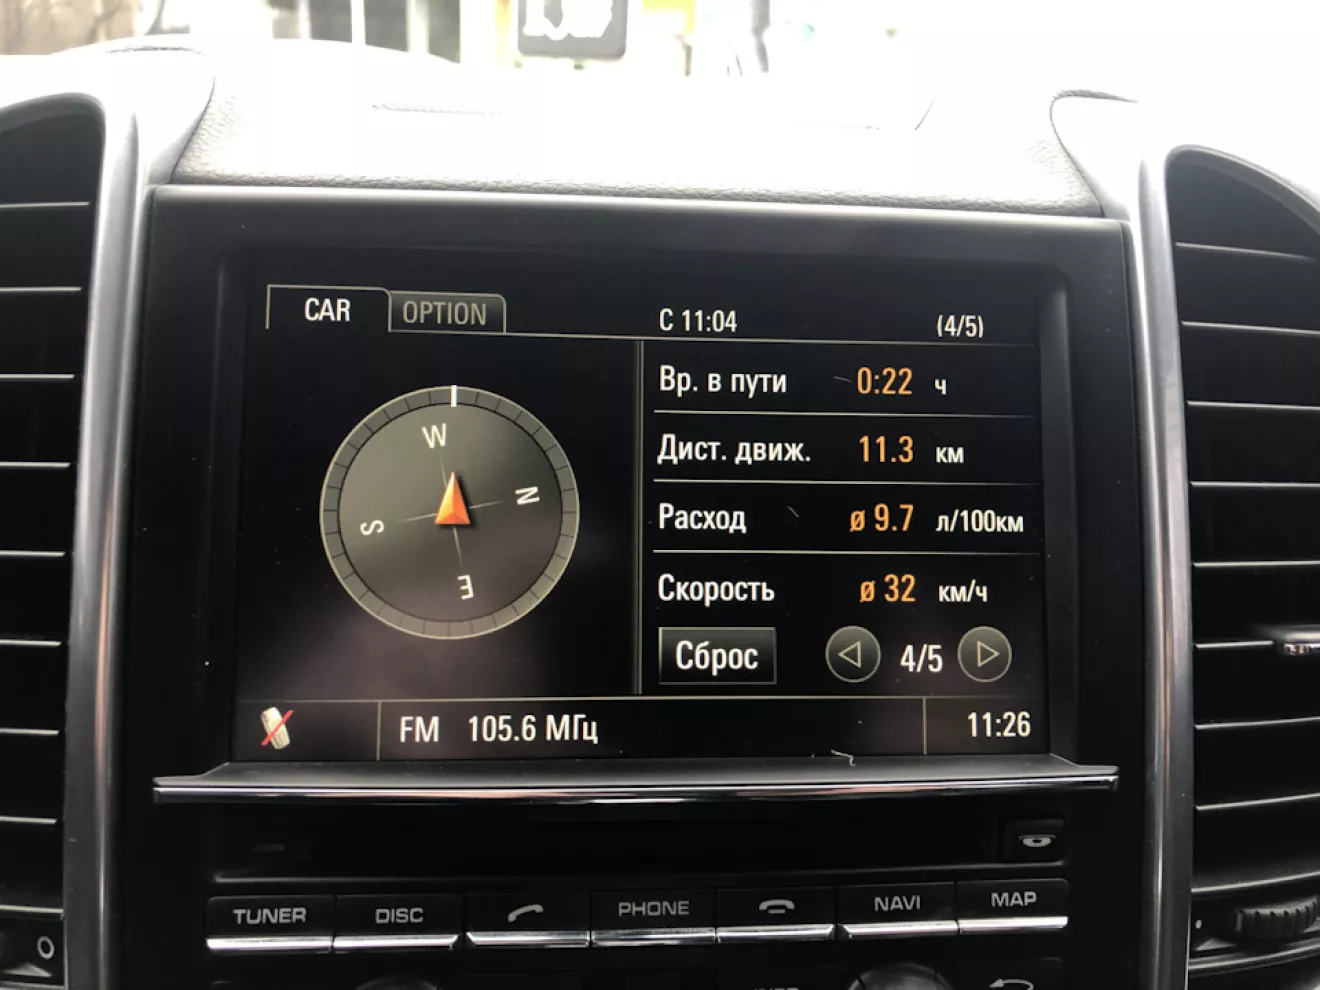 CAR OPTION C 11:04 (4/5)
Вр. в пути 0:22 ч
W
Дист. движ. 11.3 км
N
S
Расход ø 9.7 л/100км
E
Скорость ø 32 км/ч
Сброс 4/5
FM 105.6 МГц 11:26
TUNER DISC PHONE NAVI MAP
0